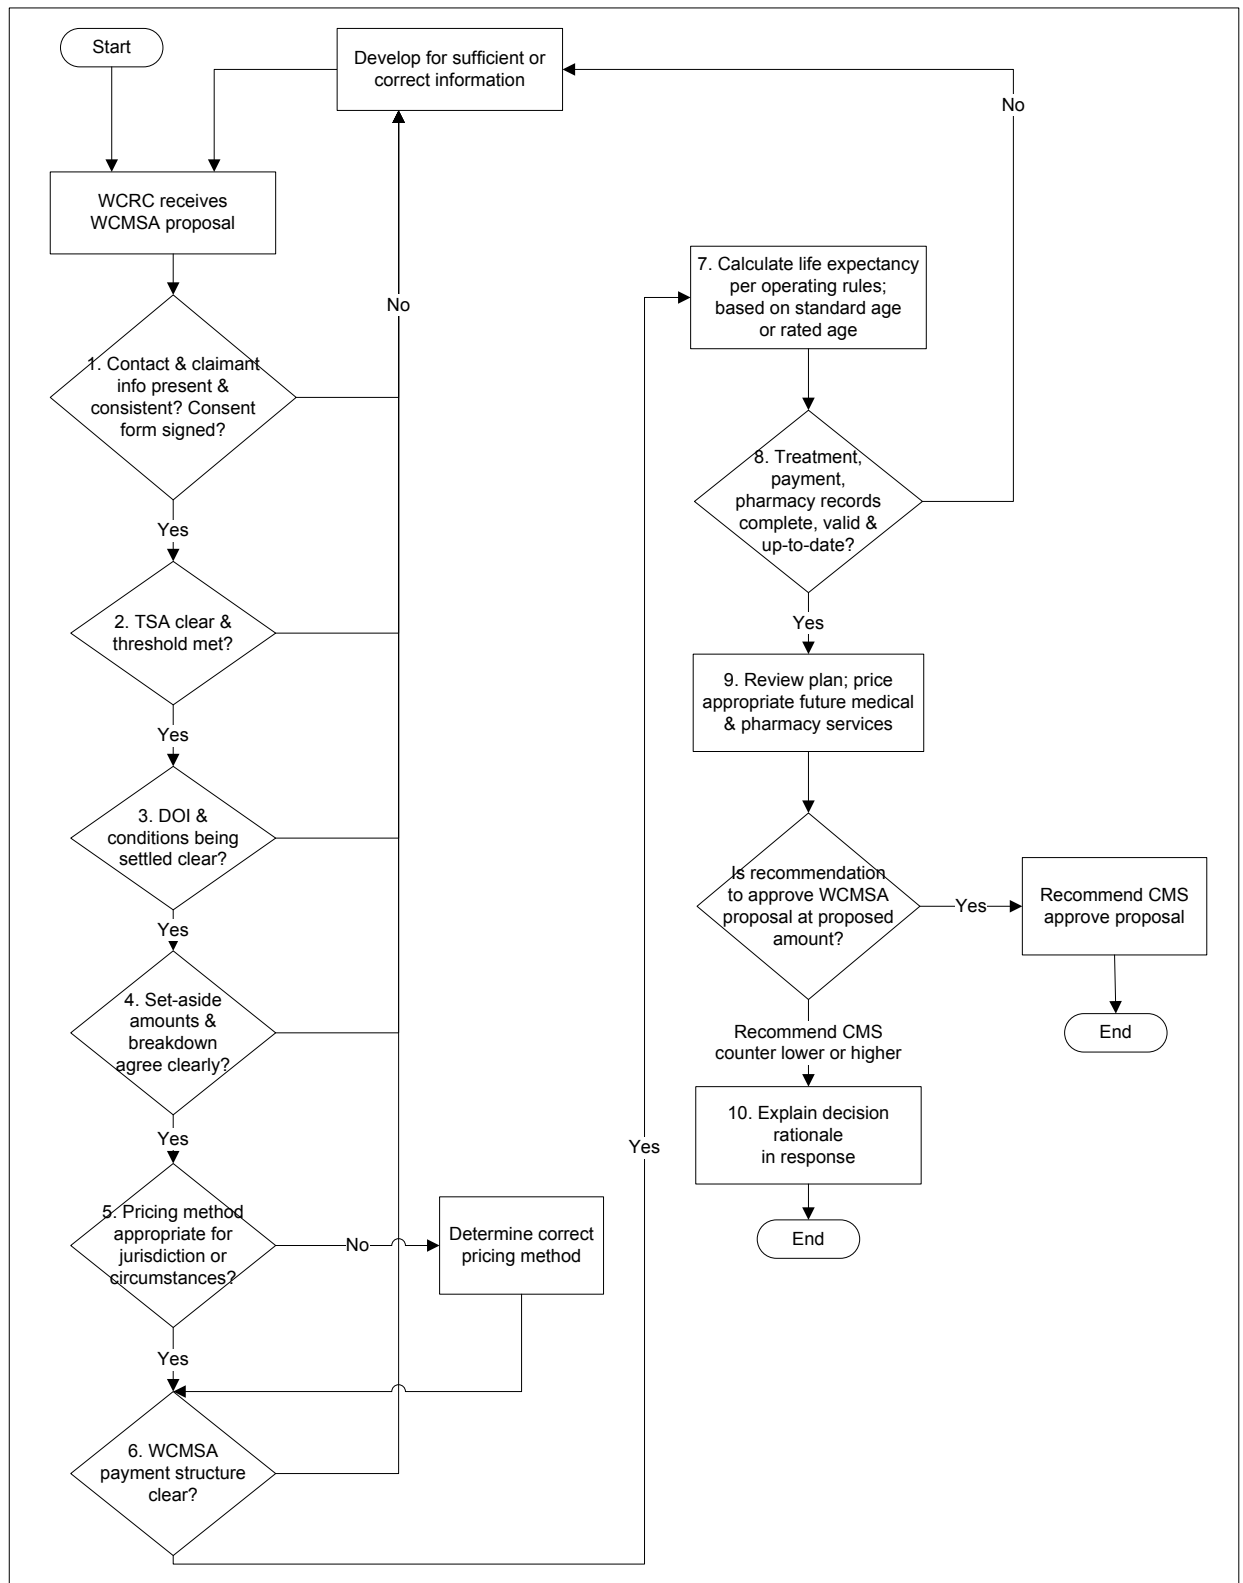 Start
Develop for sufficient or
correct information
No
WCRC receives
WCMSA proposal
No
1. Contact & claimant
info present &
consistent? Consent
form signed?
Yes
2. TSA clear &
threshold met?
Yes
3. DOI &
conditions being
settled clear?
Yes
4. Set-aside
amounts &
breakdown
agree clearly?
Yes
5. Pricing method
appropriate for
jurisdiction or
circumstances?
No
Determine correct
pricing method
Yes
6. WCMSA
payment structure
clear?
Yes
7. Calculate life expectancy
per operating rules;
based on standard age
or rated age
8. Treatment,
payment,
pharmacy records
complete, valid &
up-to-date?
Yes
9. Review plan; price
appropriate future medical
& pharmacy services
Is recommendation
to approve WCMSA
proposal at proposed
amount?
Yes
Recommend CMS
approve proposal
End
Recommend CMS
counter lower or higher
10. Explain decision
rationale
in response
End